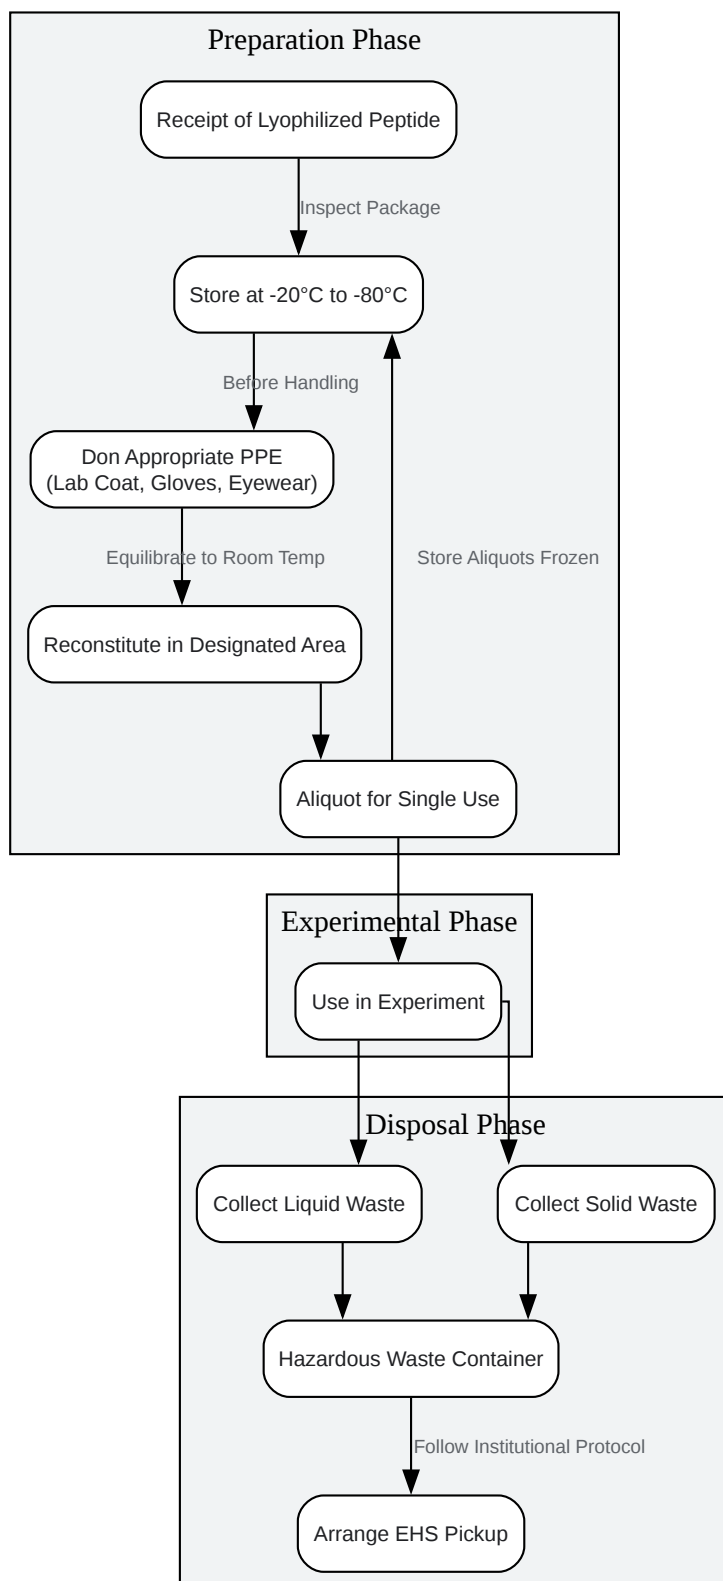 Preparation Phase
Receipt of Lyophilized Peptide
Inspect Package
Store at -20°C to -80°C
Before Handling
Don Appropriate PPE
(Lab Coat, Gloves, Eyewear)
Equilibrate to Room Temp
Store Aliquots Frozen
Reconstitute in Designated Area
Aliquot for Single Use
Experimental Phase
Use in Experiment
Disposal Phase
Collect Liquid Waste
Collect Solid Waste
Hazardous Waste Container
Follow Institutional Protocol
Arrange EHS Pickup